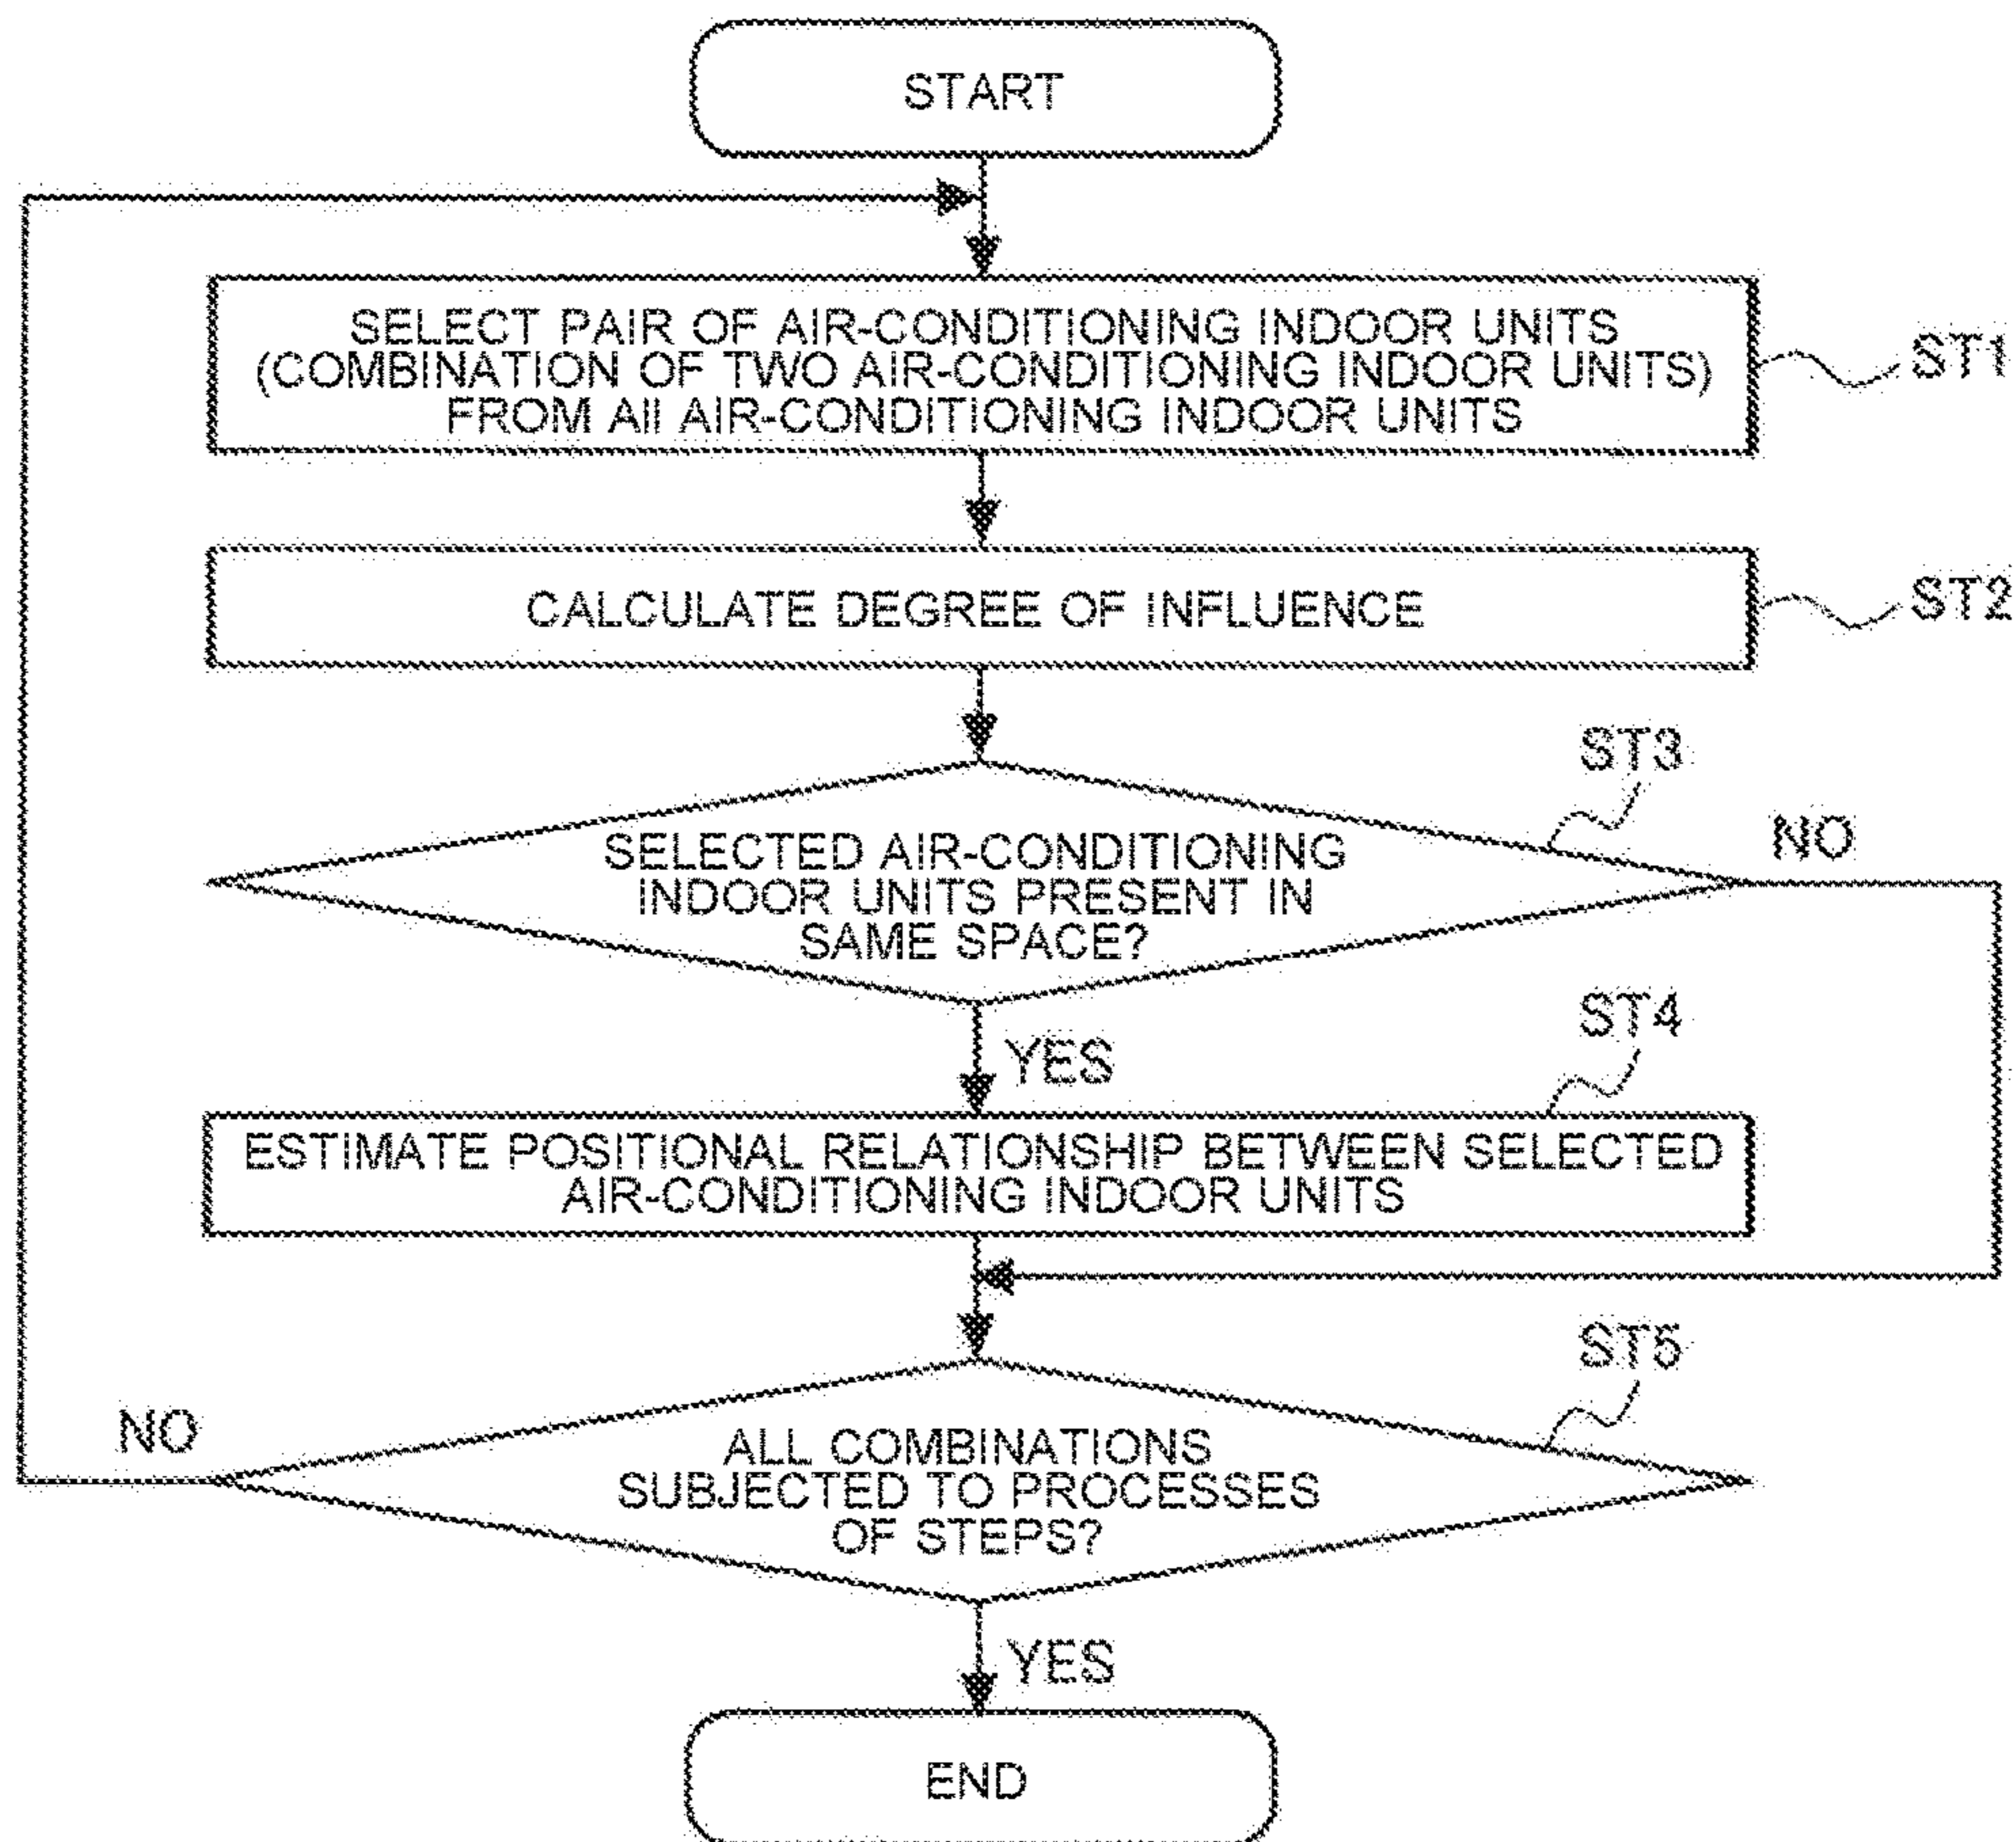 START
SELECT PAIR OF AIR-CONDITIONING INDOOR UNITS
(COMBINATION OF TWO AIR-CONDITIONING INDOOR UNITS)
FROM All AIR-CONDITIONING INDOOR UNITS
ST1
CALCULATE DEGREE OF INFLUENCE
ST2
ST3
SELECTED AIR-CONDITIONING
INDOOR UNITS PRESENT IN
SAME SPACE?
NO
YES
ST4
ESTIMATE POSITIONAL RELATIONSHIP BETWEEN SELECTED
AIR-CONDITIONING INDOOR UNITS
ST5
NO
ALL COMBINATIONS
SUBJECTED TO PROCESSES
OF STEPS?
YES
END